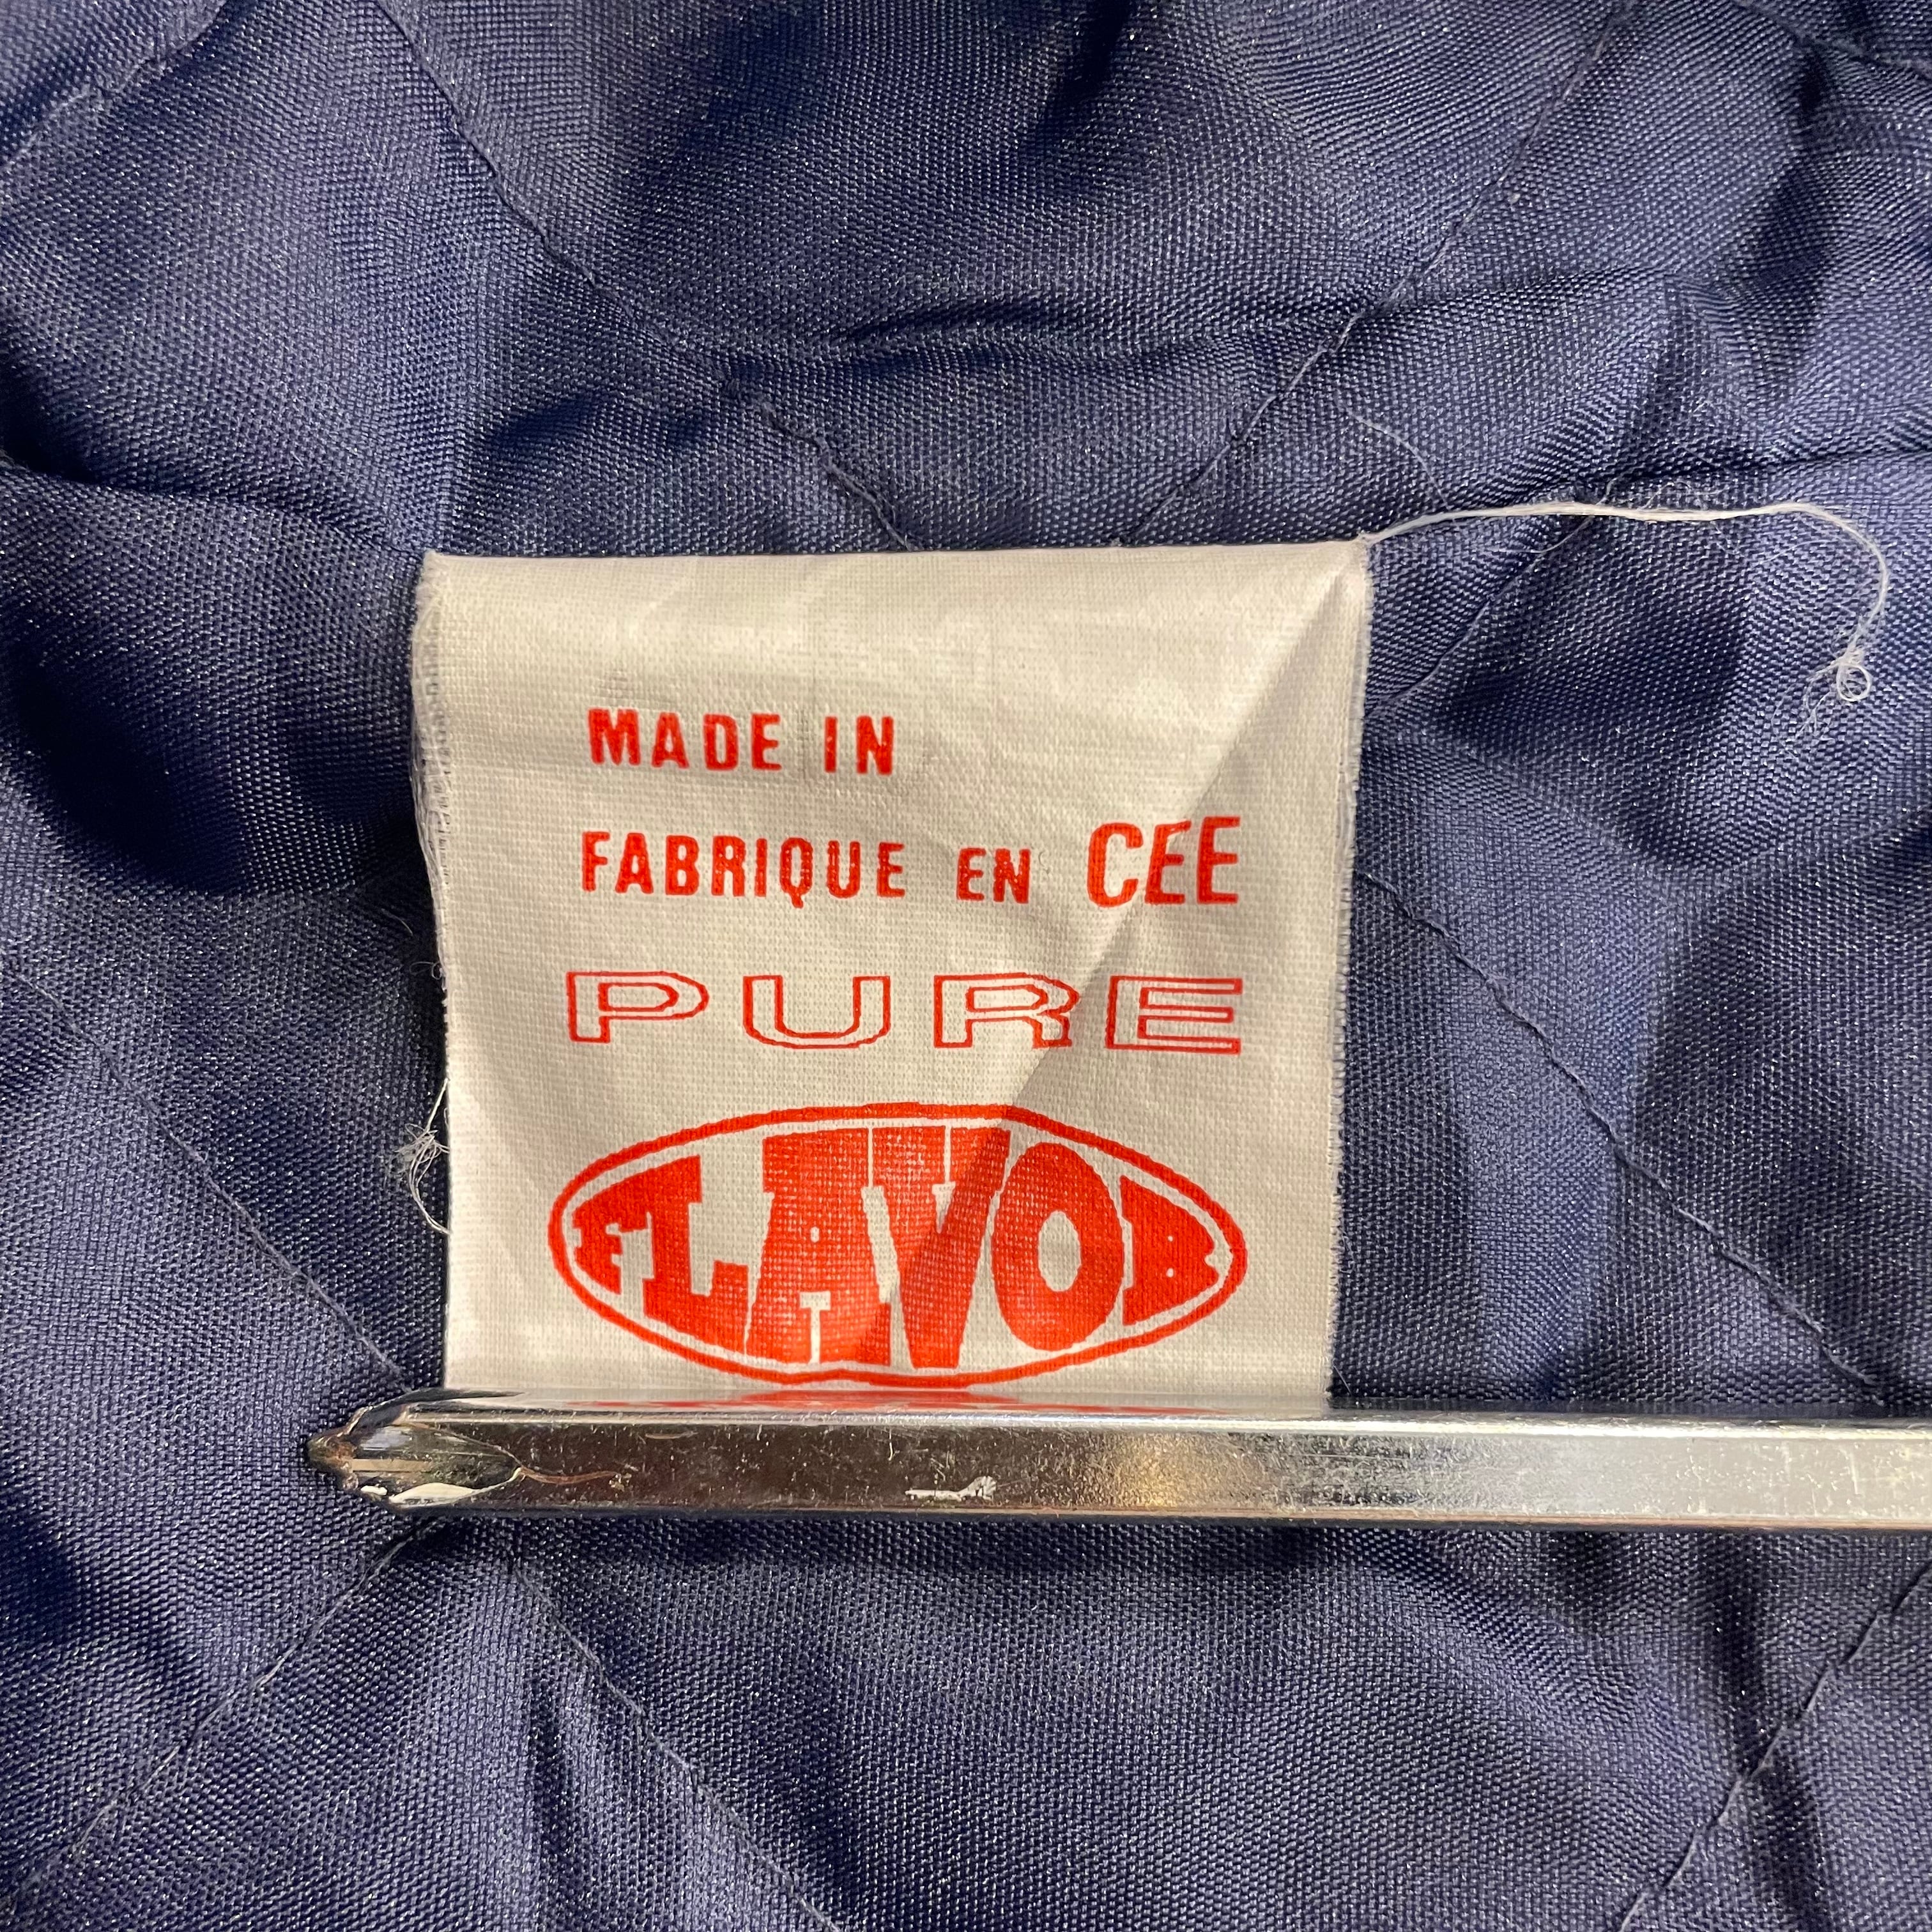 MADE IN
FABRIQUE EN CEE
PURE
FLAVOR